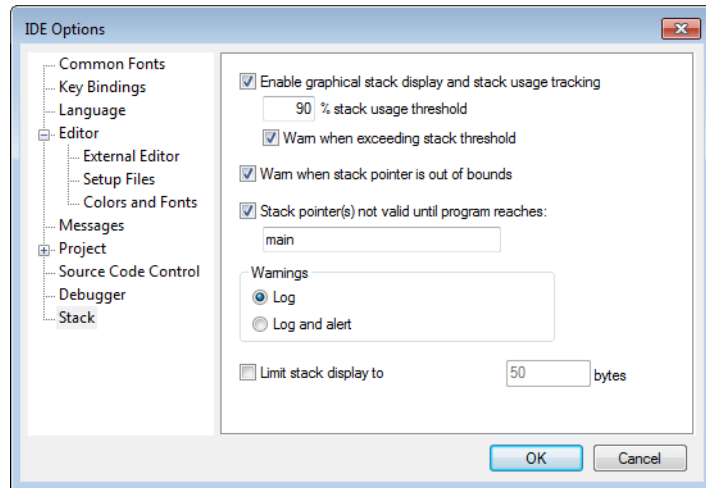 IDE Options
Common Fonts
Key Bindings
Language
Editor
External Editor
Setup Files
Colors and Fonts
Messages
Project
Source Code Control
Debugger
Stack
Enable graphical stack display and stack usage tracking
90 % stack usage threshold
Warn when exceeding stack threshold
Warn when stack pointer is out of bounds
Stack pointer(s) not valid until program reaches:
main
Warnings
Log
Log and alert
Limit stack display to 50 bytes
OK Cancel